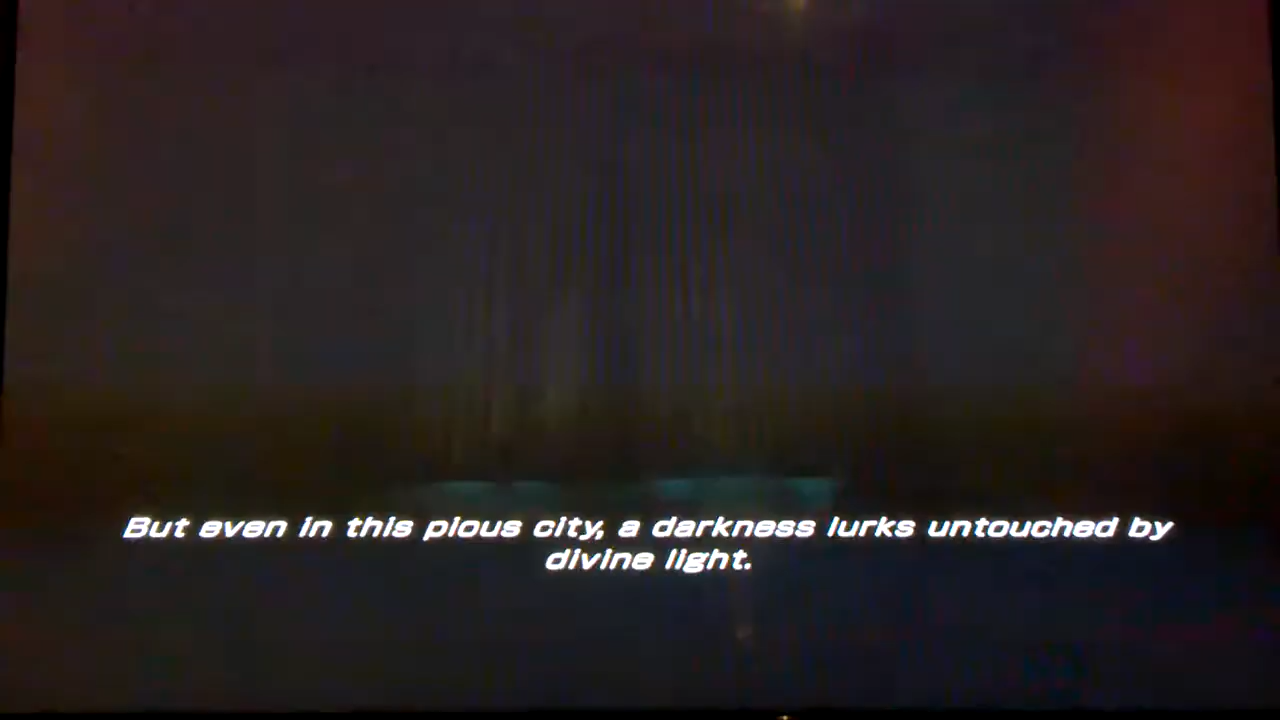 But even in this pious city, a darkness lurks untouched by
divine light.